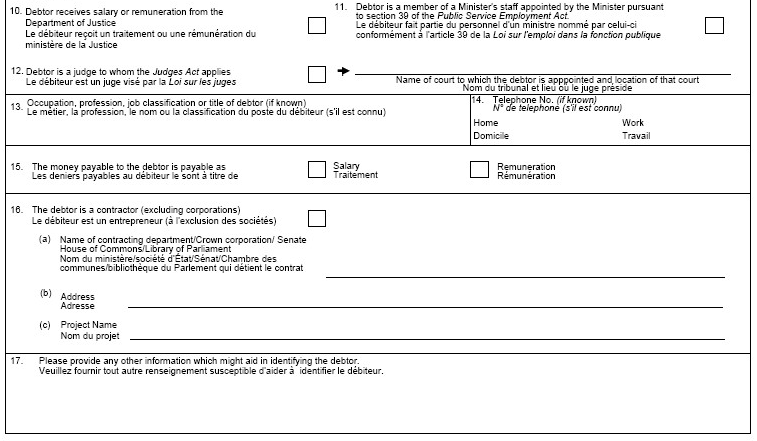 10. Debtor receives salary or remuneration from the
Department of Justice
Le débiteur reçoit un traitement ou une rémunération du
ministère de la Justice
11. Debtor is a member of a Minister's staff appointed by the Minister pursuant
to section 39 of the Public Service Employment Act.
Le débiteur fait partie du personnel d'un ministre nommé par celui-ci
conformément à l'article 39 de la Loi sur l'emploi dans la fonction publique
12. Debtor is a judge to whom the Judges Act applies
Le débiteur est un juge visé par la Loi sur les juges
Name of court to which the debtor is apppointed and location of that court
Nom du tribunal et lieu où le juge préside
13. Occupation, profession, job classification or title of debtor (if known)
Le métier, la profession, le nom ou la classification du poste du débiteur (s'il est connu)
14. Telephone No. (if known)
N° de telephone (s'il est connu)
Home Work
Domicile Travail
15. The money payable to the debtor is payable as
Les deniers payables au débiteur le sont à titre de
Salary
Traitement
Remuneration
Rémunération
16. The debtor is a contractor (excluding corporations)
Le débiteur est un entrepreneur (à l'exclusion des sociétés)
(a) Name of contracting department/Crown corporation/ Senate
House of Commons/Library of Parliament
Nom du ministère/société d'État/Sénat/Chambre des
communes/bibliothèque du Parlement qui détient le contrat
(b) Address
Adresse
(c) Project Name
Nom du projet
17. Please provide any other information which might aid in identifying the debtor.
Veuillez fournir tout autre renseignement susceptible d'aider à identifier le débiteur.